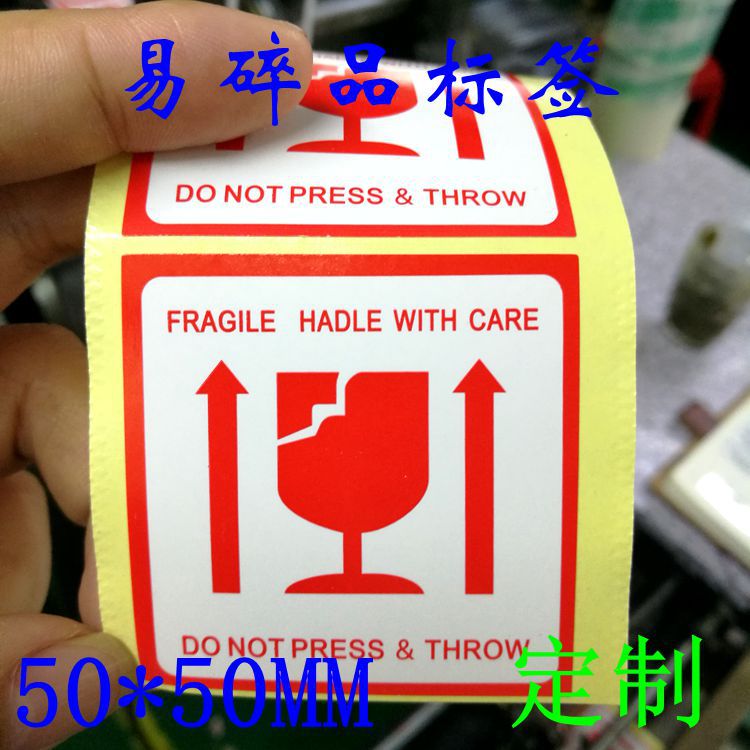 易碎品标签
DO NOT PRESS & THROW
FRAGILE HADLE WITH CARE
DO NOT PRESS & THROW
50*50MM
定制